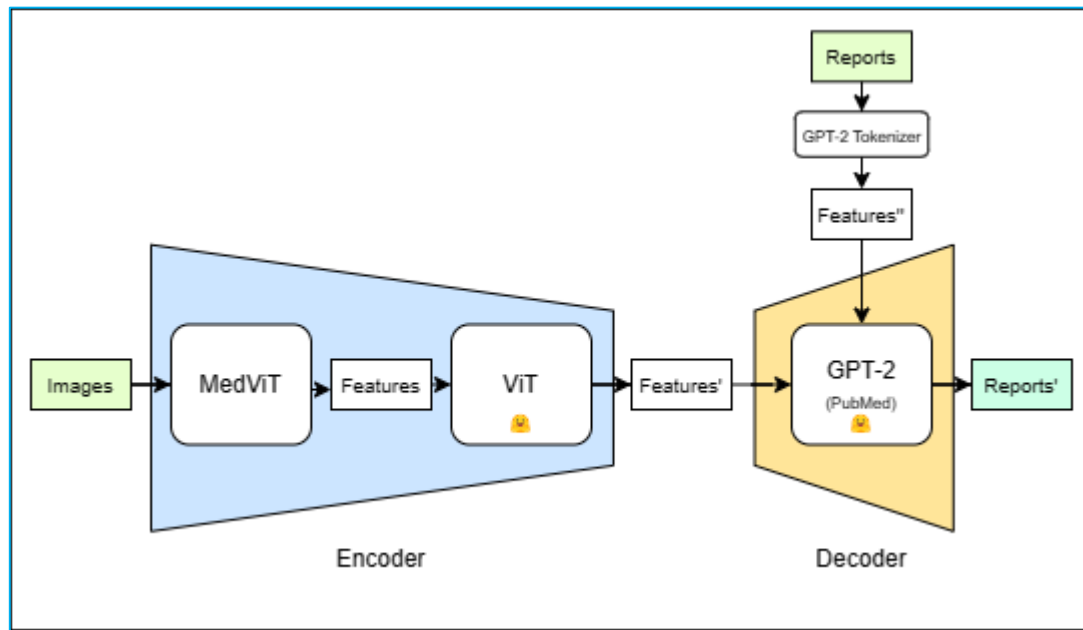 Reports
GPT-2 Tokenizer
Features"
Images
MedViT
Features
ViT
Features'
GPT-2
(PubMed)
Reports'
Encoder
Decoder